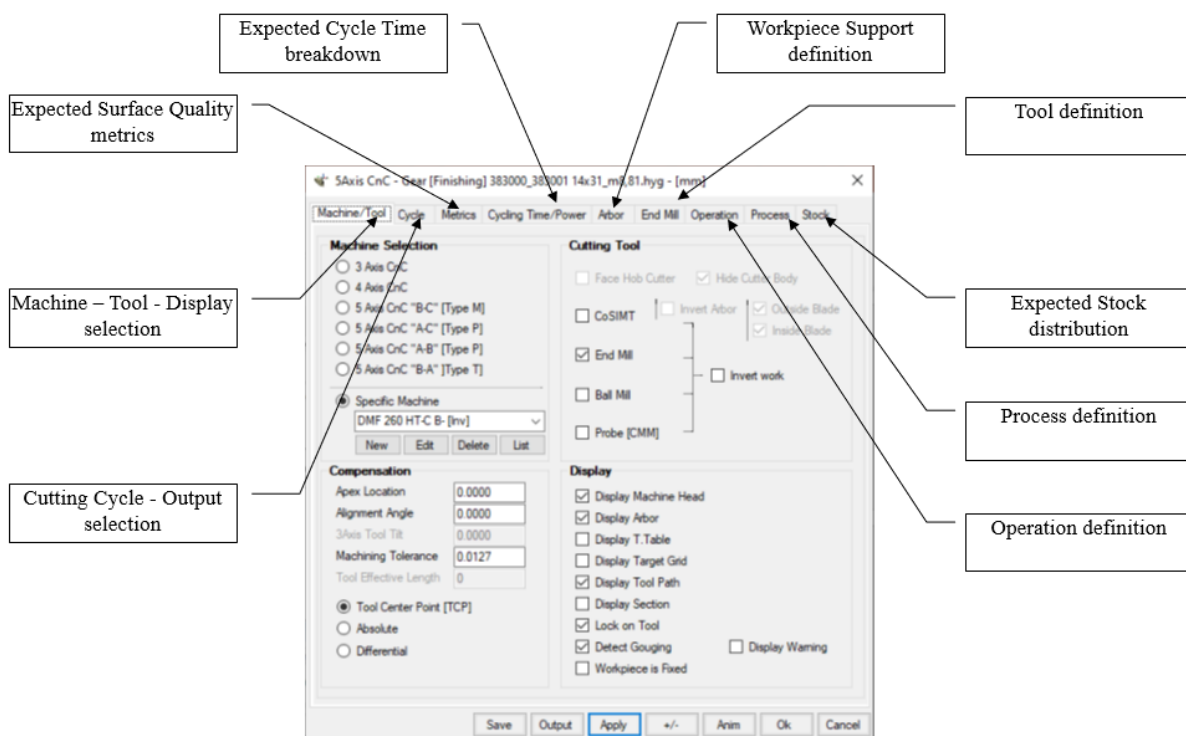 Expected Cycle Time
breakdown
Workpiece Support
definition
Expected Surface Quality
metrics
Tool definition
5Axis CnC - Gear [Finishing] 383000_383001 14x31_m8,81.hyg - [mm]
Machine/Tool Cycle Metrics Cycling Time/Power Arbor End Mill Operation Process Stock
Machine Selection
3 Axis CnC
4 Axis CnC
5 Axis CnC "B-C" [Type M]
5 Axis CnC "A-C" [Type P]
5 Axis CnC "A-B" [Type P]
5 Axis CnC "B-A" [Type T]
Specific Machine
DMF 260 HT-C B- [Inv]
New Edit Delete List
Cutting Tool
Face Hob Cutter Hide Cutter Body
CoSIMT Invert Arbor Outside Blade
Inside Blade
End Mill
Invert work
Ball Mill
Probe [CMM]
Machine – Tool - Display
selection
Expected Stock
distribution
Process definition
Cutting Cycle - Output
selection
Operation definition
Compensation
Apex Location 0.0000
Alignment Angle 0.0000
3Axis Tool Tilt 0.0000
Machining Tolerance 0.0127
Tool Effective Length 0
Tool Center Point [TCP]
Absolute
Differential
Display
Display Machine Head
Display Arbor
Display T.Table
Display Target Grid
Display Tool Path
Display Section
Lock on Tool
Detect Gouging Display Warning
Workpiece is Fixed
Save Output Apply +/- Anim Ok Cancel